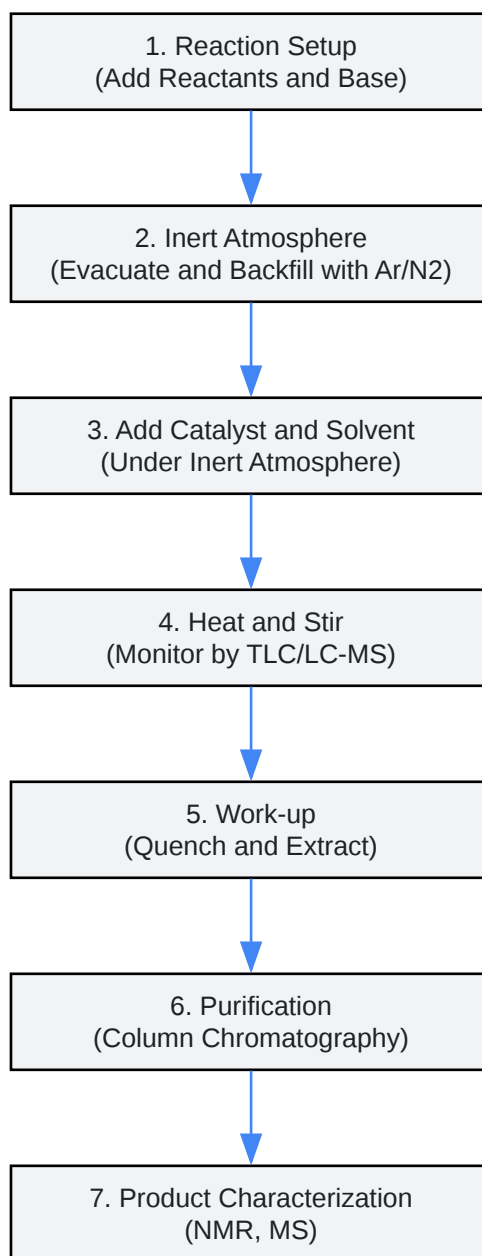 1. Reaction Setup
(Add Reactants and Base)
2. Inert Atmosphere
(Evacuate and Backfill with Ar/N2)
3. Add Catalyst and Solvent
(Under Inert Atmosphere)
4. Heat and Stir
(Monitor by TLC/LC-MS)
5. Work-up
(Quench and Extract)
6. Purification
(Column Chromatography)
7. Product Characterization
(NMR, MS)